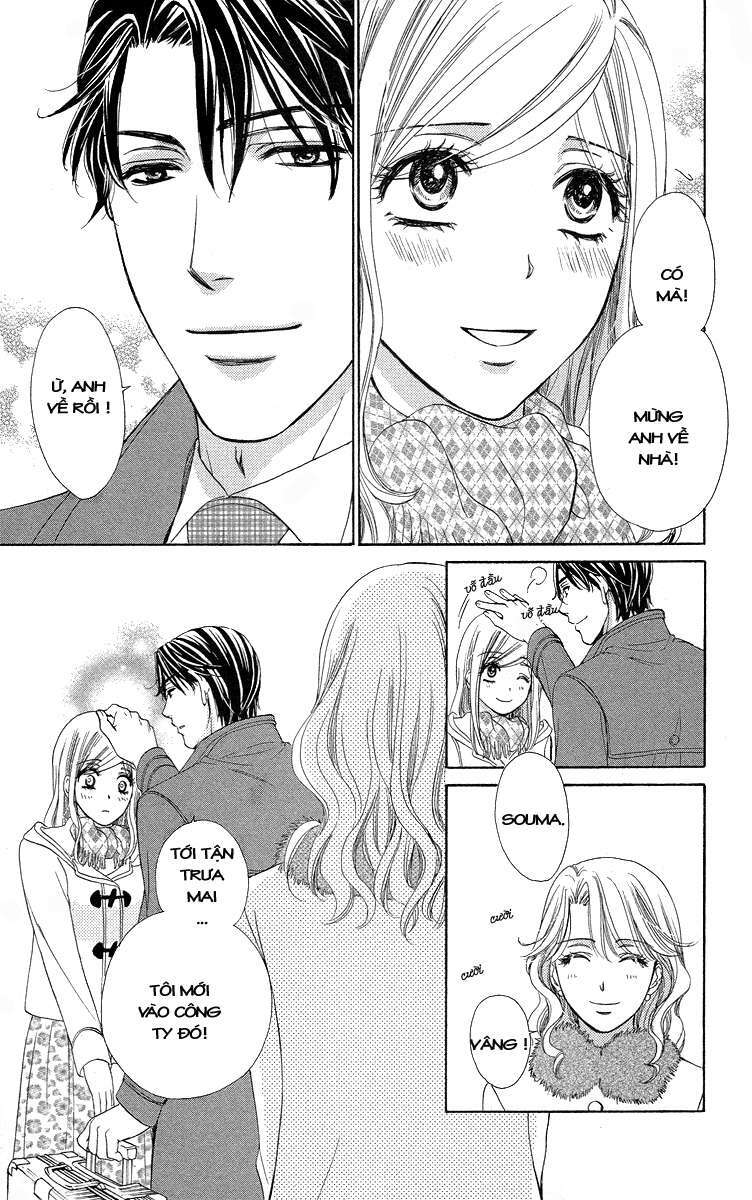 CÓ
MÀ!
MỪNG
ANH VỀ
NHÀ!
Ữ, ANH
VỀ RỒI !
vỗ đầu
vỗ đầu
SOUMA.
cười
cười
VÂNG !
TỚI TẬN
TRƯA
MAI
...
TÔI MỚI
VÀO CÔNG
TY ĐÓ!